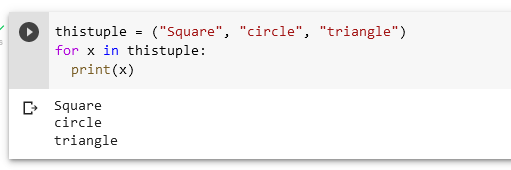 thistuple = ("Square", "circle", "triangle")
for x in thistuple:
  print(x)
Square
circle
triangle